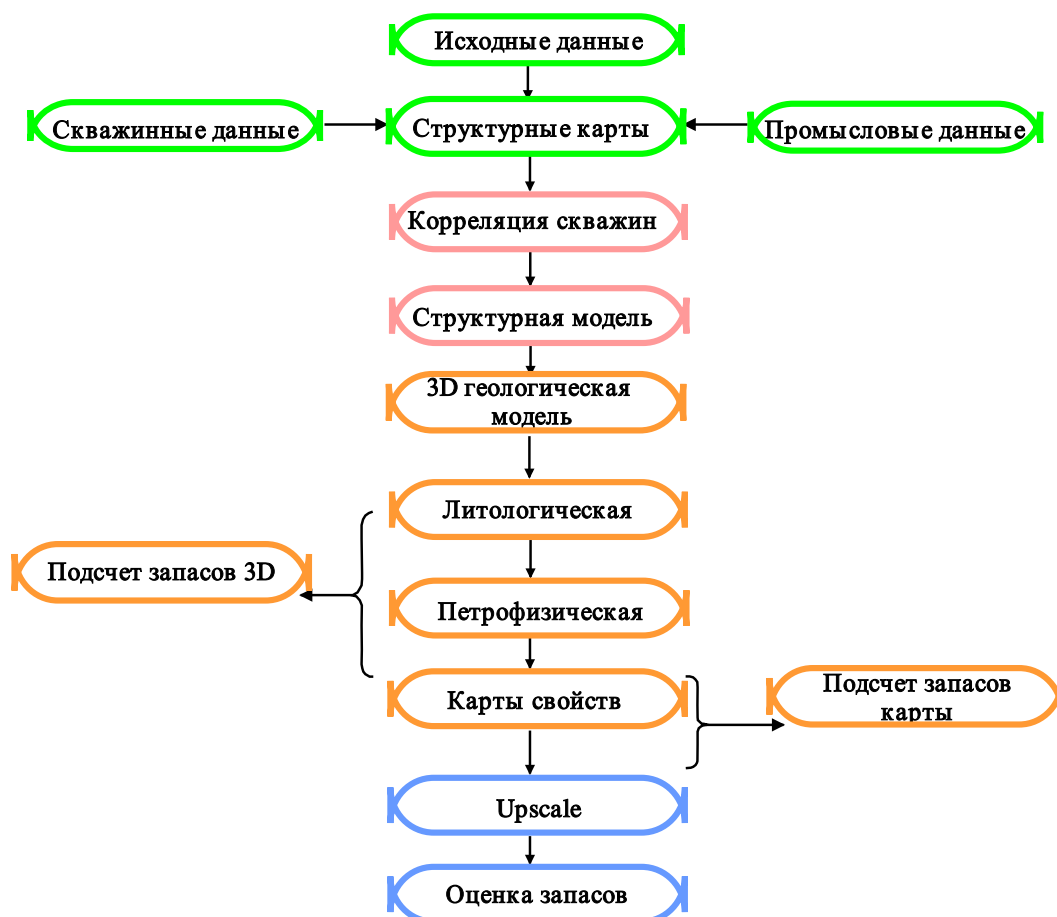 Исходные данные
Скважинные данные
Структурные карты
Промысловые данные
Корреляция скважин
Структурная модель
3D геологическая
модель
Литологическая
Подсчет запасов 3D
Петрофизическая
Карты свойств
Подсчет запасов
карты
Upscale
Оценка запасов